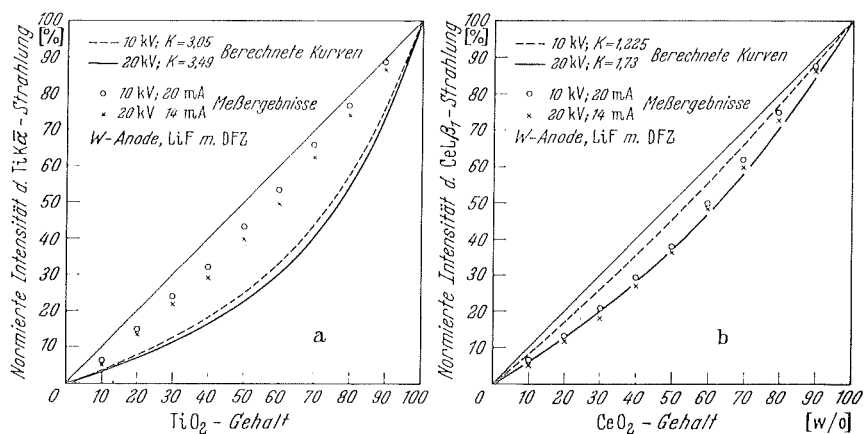 Normierte Intensität d. TiKα̅-Strahlung
[%]
100
90
80
70
60
50
40
30
20
10
10 kV; K=3,05
20 kV; K=3,49
Berechnete Kurven
10 kV; 20 mA
20 kV 14 mA
Meßergebnisse
W-Anode, LiF m. DFZ
a
0 10 20 30 40 50 60 70 80 90 100
TiO₂ - Gehalt
Normierte Intensität d. CeLβ₁-Strahlung
[%]
100
90
80
70
60
50
40
30
20
10
10 kV; K=1,225
20 kV; K=1,73
Berechnete Kurven
10 kV; 20 mA
20 kV 14 mA
Meßergebnisse
W-Anode, LiF m. DFZ
b
0 10 20 30 40 50 60 70 80 90 100
CeO₂ - Gehalt [w/o]